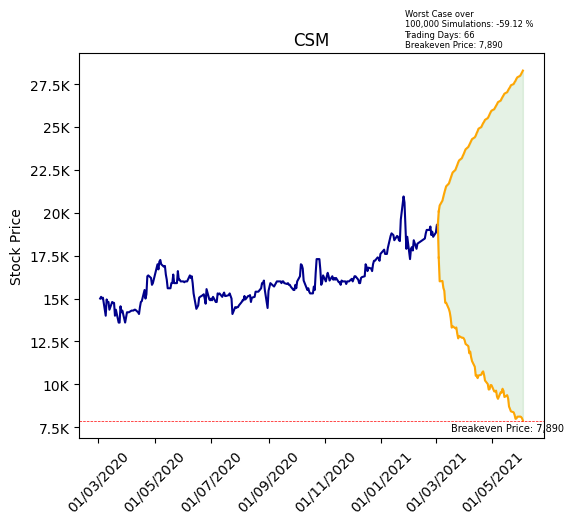 Worst Case over
100,000 Simulations: -59.12 %
Trading Days: 66
Breakeven Price: 7,890
CSM
Stock Price
27.5K
25K
22.5K
20K
17.5K
15K
12.5K
10K
7.5K
Breakeven Price: 7,890
01/03/2020
01/05/2020
01/07/2020
01/09/2020
01/11/2020
01/01/2021
01/03/2021
01/05/2021